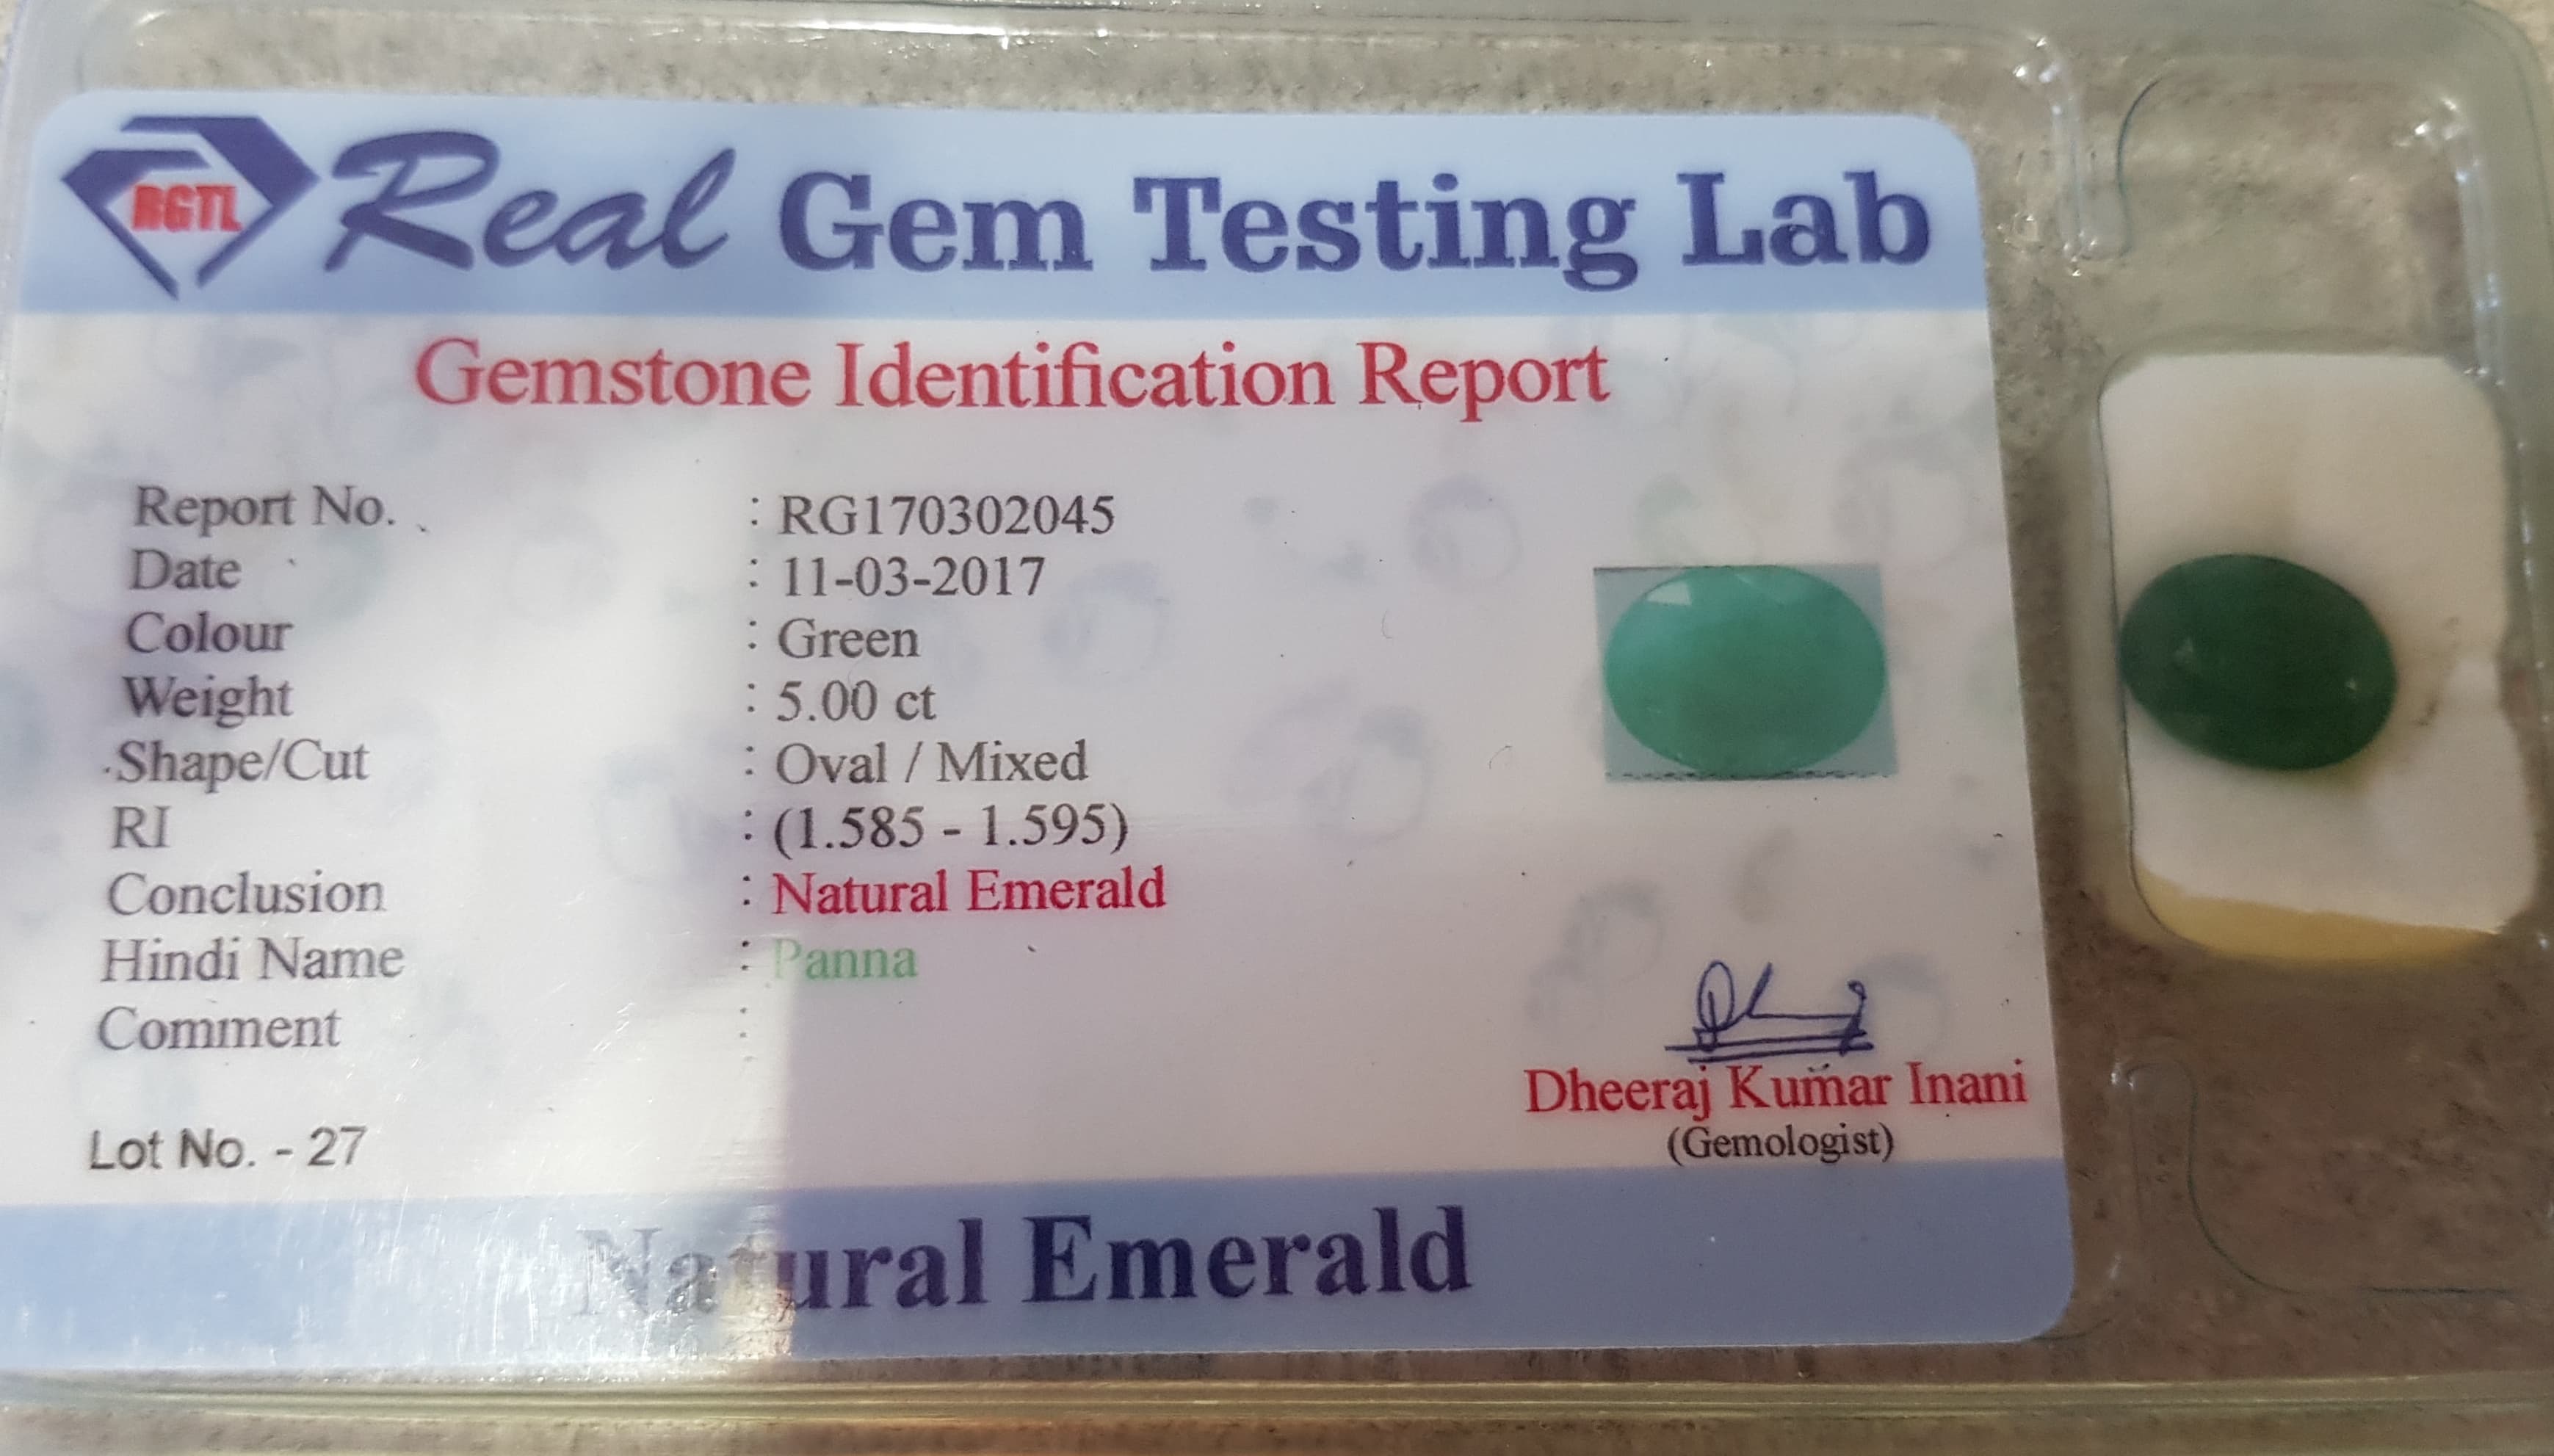 RGTL Real Gem Testing Lab
Gemstone Identification Report
Report No. : RG170302045
Date : 11-03-2017
Colour : Green
Weight : 5.00 ct
Shape/Cut : Oval / Mixed
RI : (1.585 - 1.595)
Conclusion : Natural Emerald
Hindi Name : Panna
Comment :
Dheeraj Kumar Inani
(Gemologist)
Lot No. - 27
Natural Emerald